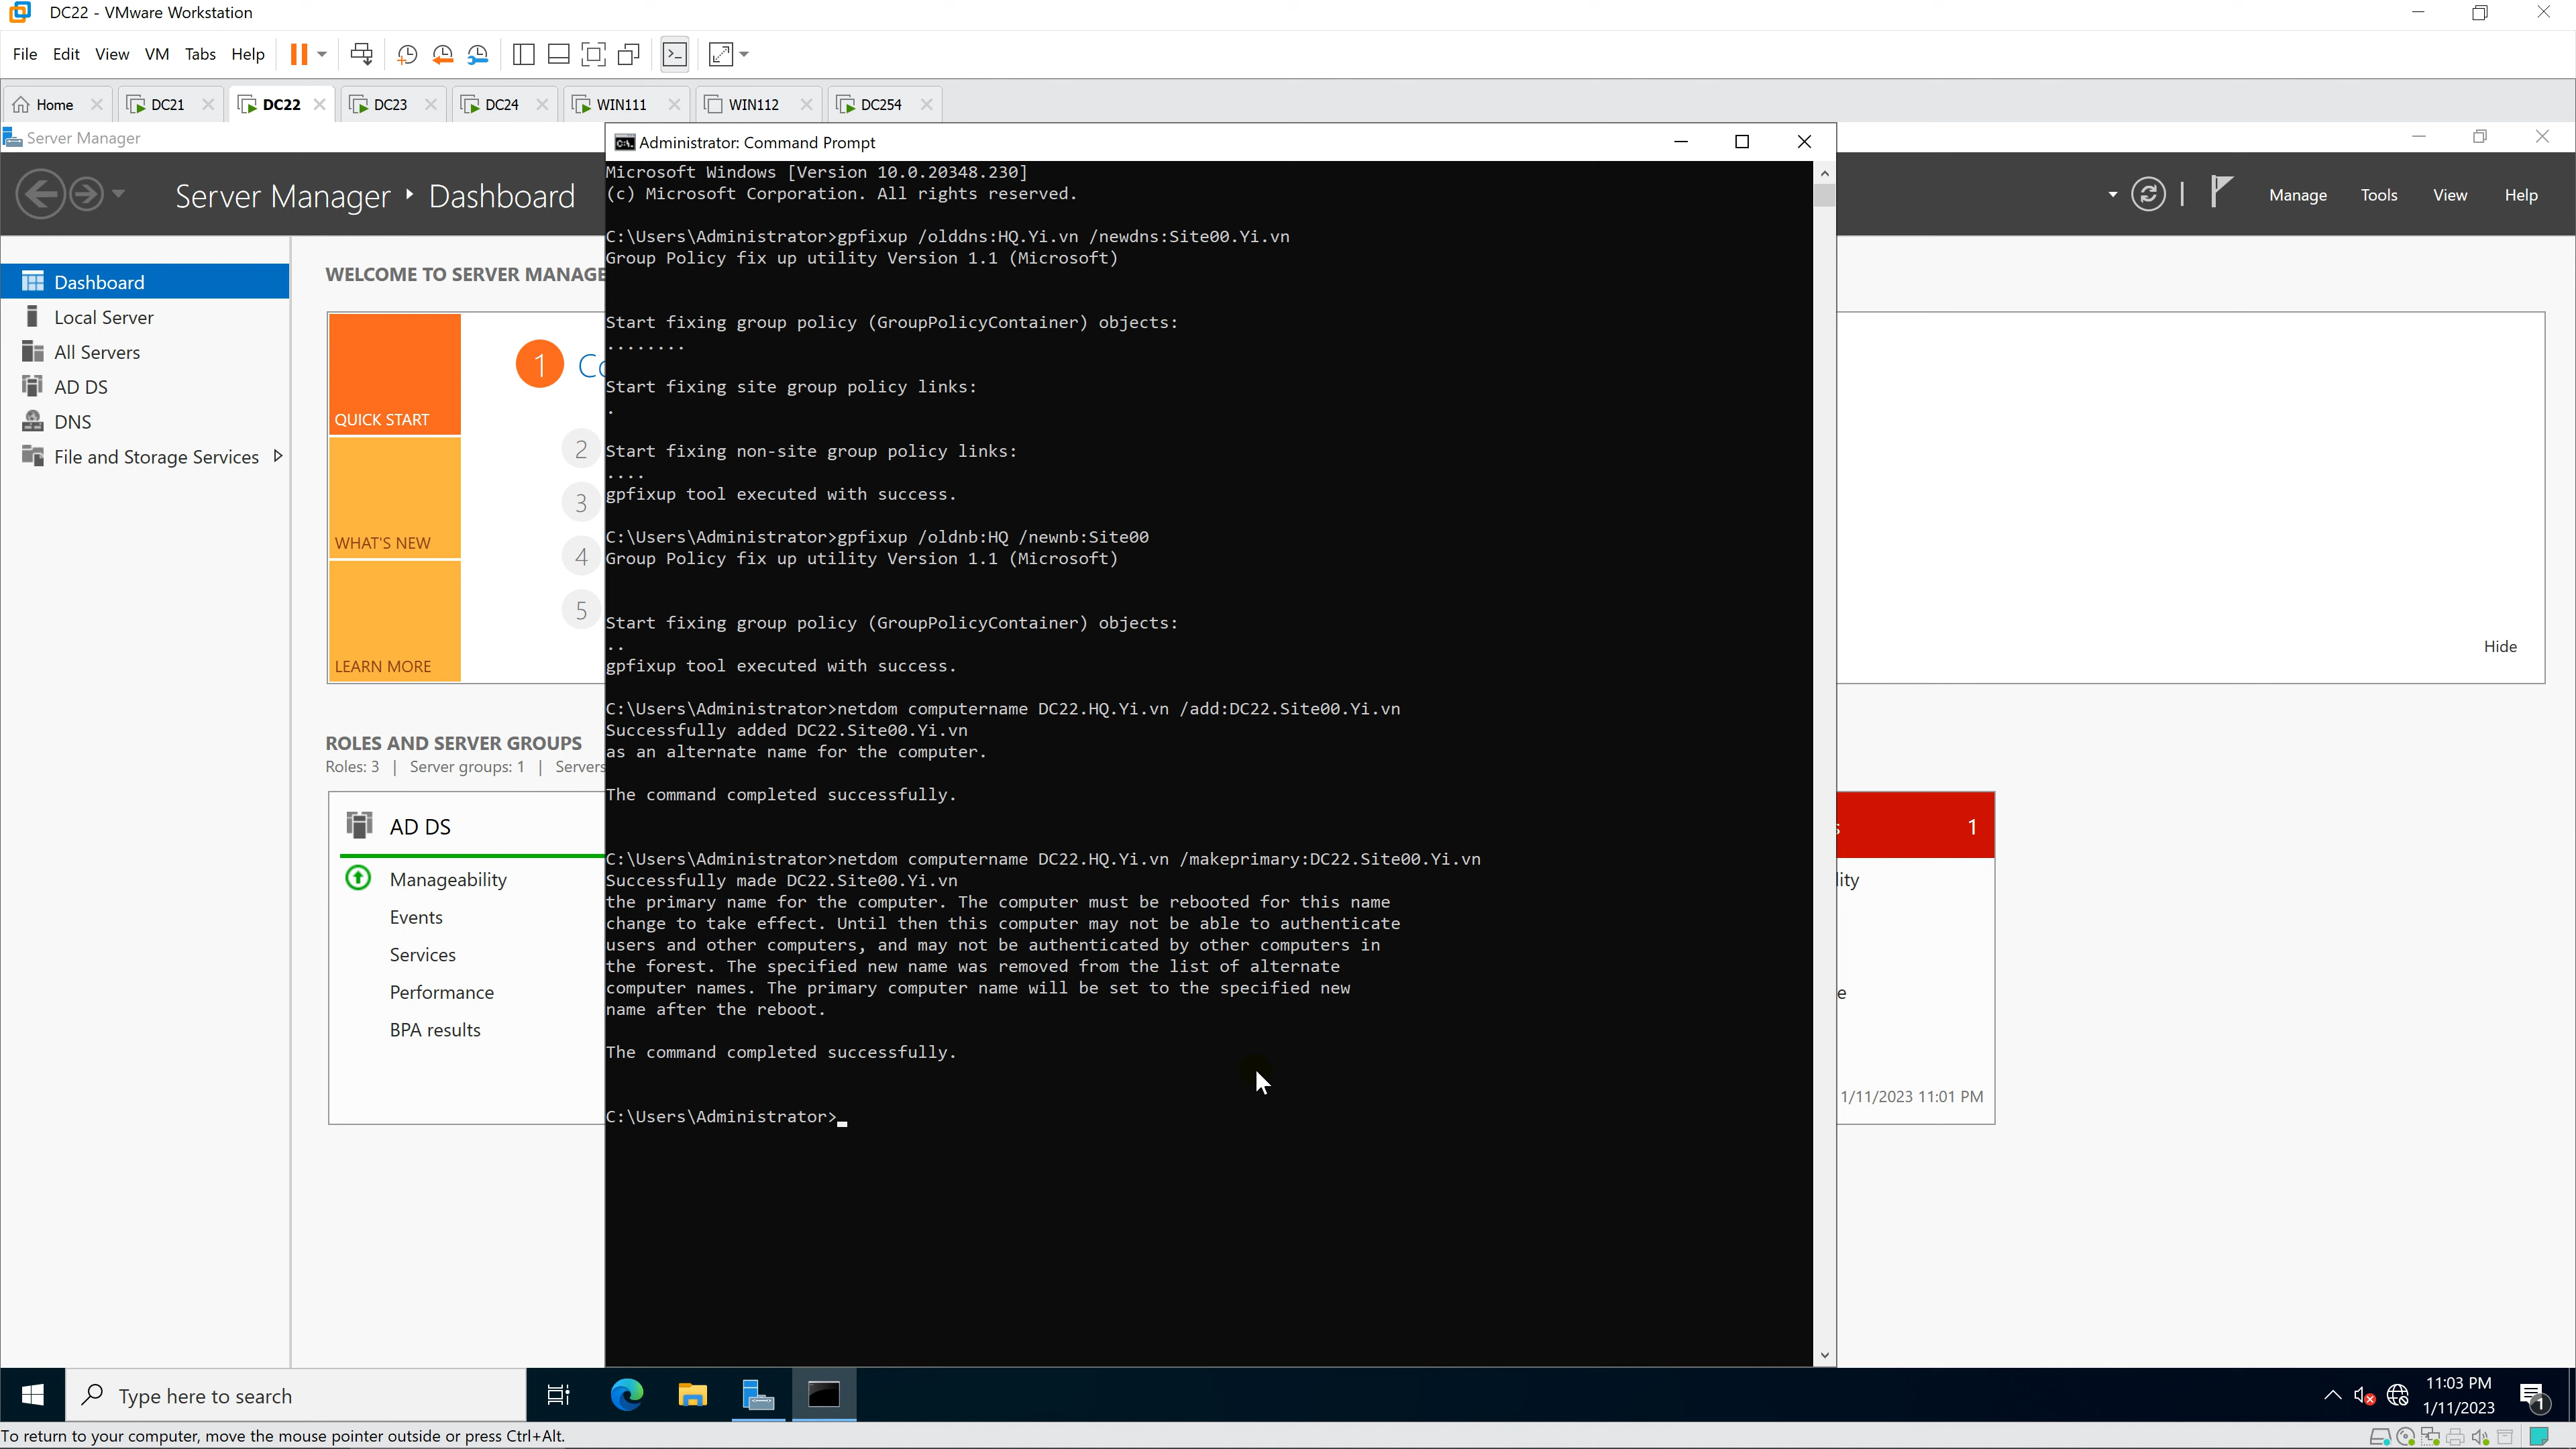 DC22 - VMware Workstation
File Edit View VM Tabs Help
Home DC21 DC22 DC23 DC24 WIN111 WIN112 DC254
Server Manager
Administrator: Command Prompt
Server Manager Dashboard
Manage Tools View Help
Dashboard
Local Server
All Servers
AD DS
DNS
File and Storage Services
WELCOME TO SERVER MANAGE
QUICK START
WHAT'S NEW
LEARN MORE
1 Co
2
3
4
5
Hide
ROLES AND SERVER GROUPS
Roles: 3 | Server groups: 1 | Servers
AD DS
Manageability
Events
Services
Performance
BPA results
Microsoft Windows [Version 10.0.20348.230]
(c) Microsoft Corporation. All rights reserved.
C:\Users\Administrator>gpfixup /olddns:HQ.Yi.vn /newdns:Site00.Yi.vn
Group Policy fix up utility Version 1.1 (Microsoft)
Start fixing group policy (GroupPolicyContainer) objects:
........
Start fixing site group policy links:
.
Start fixing non-site group policy links:
....
gpfixup tool executed with success.
C:\Users\Administrator>gpfixup /oldnb:HQ /newnb:Site00
Group Policy fix up utility Version 1.1 (Microsoft)
Start fixing group policy (GroupPolicyContainer) objects:
..
gpfixup tool executed with success.
C:\Users\Administrator>netdom computername DC22.HQ.Yi.vn /add:DC22.Site00.Yi.vn
Successfully added DC22.Site00.Yi.vn
as an alternate name for the computer.
The command completed successfully.
C:\Users\Administrator>netdom computername DC22.HQ.Yi.vn /makeprimary:DC22.Site00.Yi.vn
Successfully made DC22.Site00.Yi.vn
the primary name for the computer. The computer must be rebooted for this name
change to take effect. Until then this computer may not be able to authenticate
users and other computers, and may not be authenticated by other computers in
the forest. The specified new name was removed from the list of alternate
computer names. The primary computer name will be set to the specified new
name after the reboot.
The command completed successfully.
C:\Users\Administrator>
s 1
lity
e
1/11/2023 11:01 PM
Type here to search
11:03 PM
1/11/2023
1
To return to your computer, move the mouse pointer outside or press Ctrl+Alt.